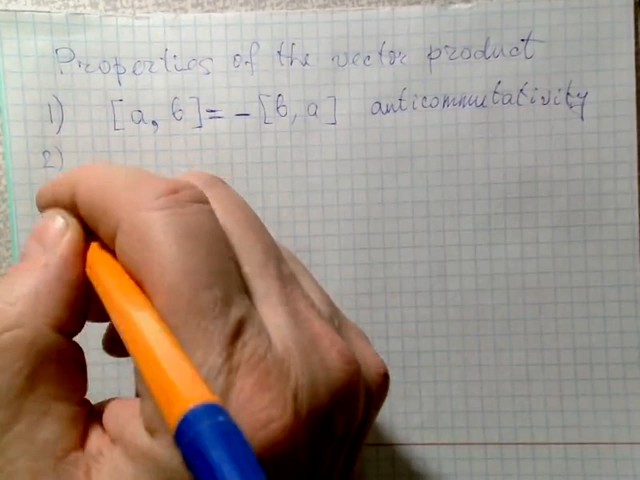 Properties of the vector product
1) [a, b] = - [b, a] anticommutativity
2)